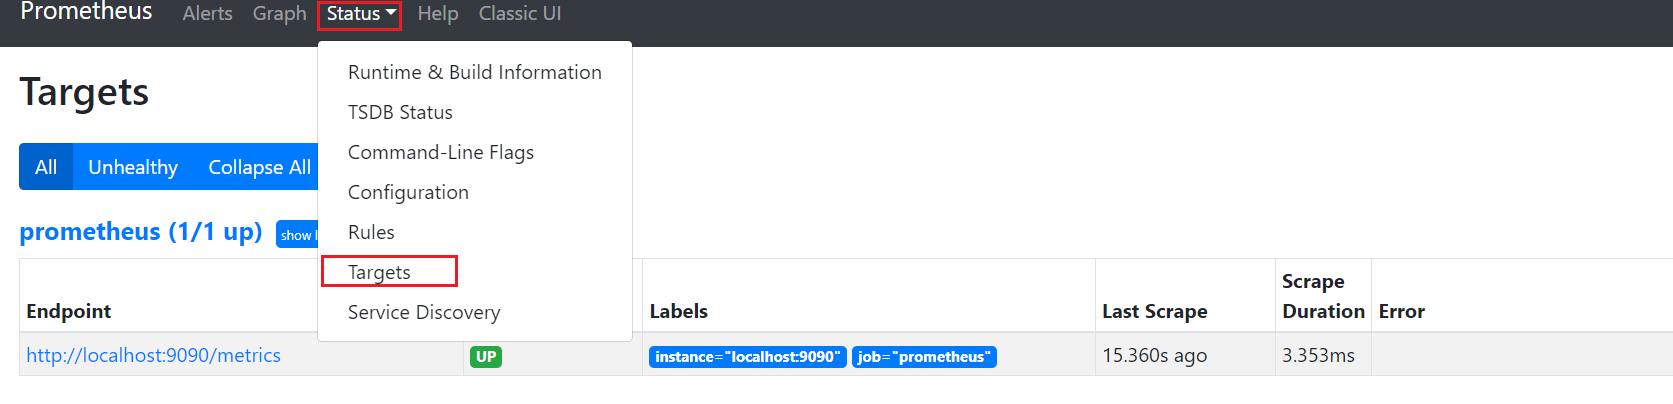 Prometheus Alerts Graph Status Help Classic UI
Runtime & Build Information
TSDB Status
Command-Line Flags
Configuration
Rules
Targets
Service Discovery
Targets
All Unhealthy Collapse All
prometheus (1/1 up) show
Endpoint Labels Last Scrape Scrape Duration Error
http://localhost:9090/metrics UP instance="localhost:9090" job="prometheus" 15.360s ago 3.353ms